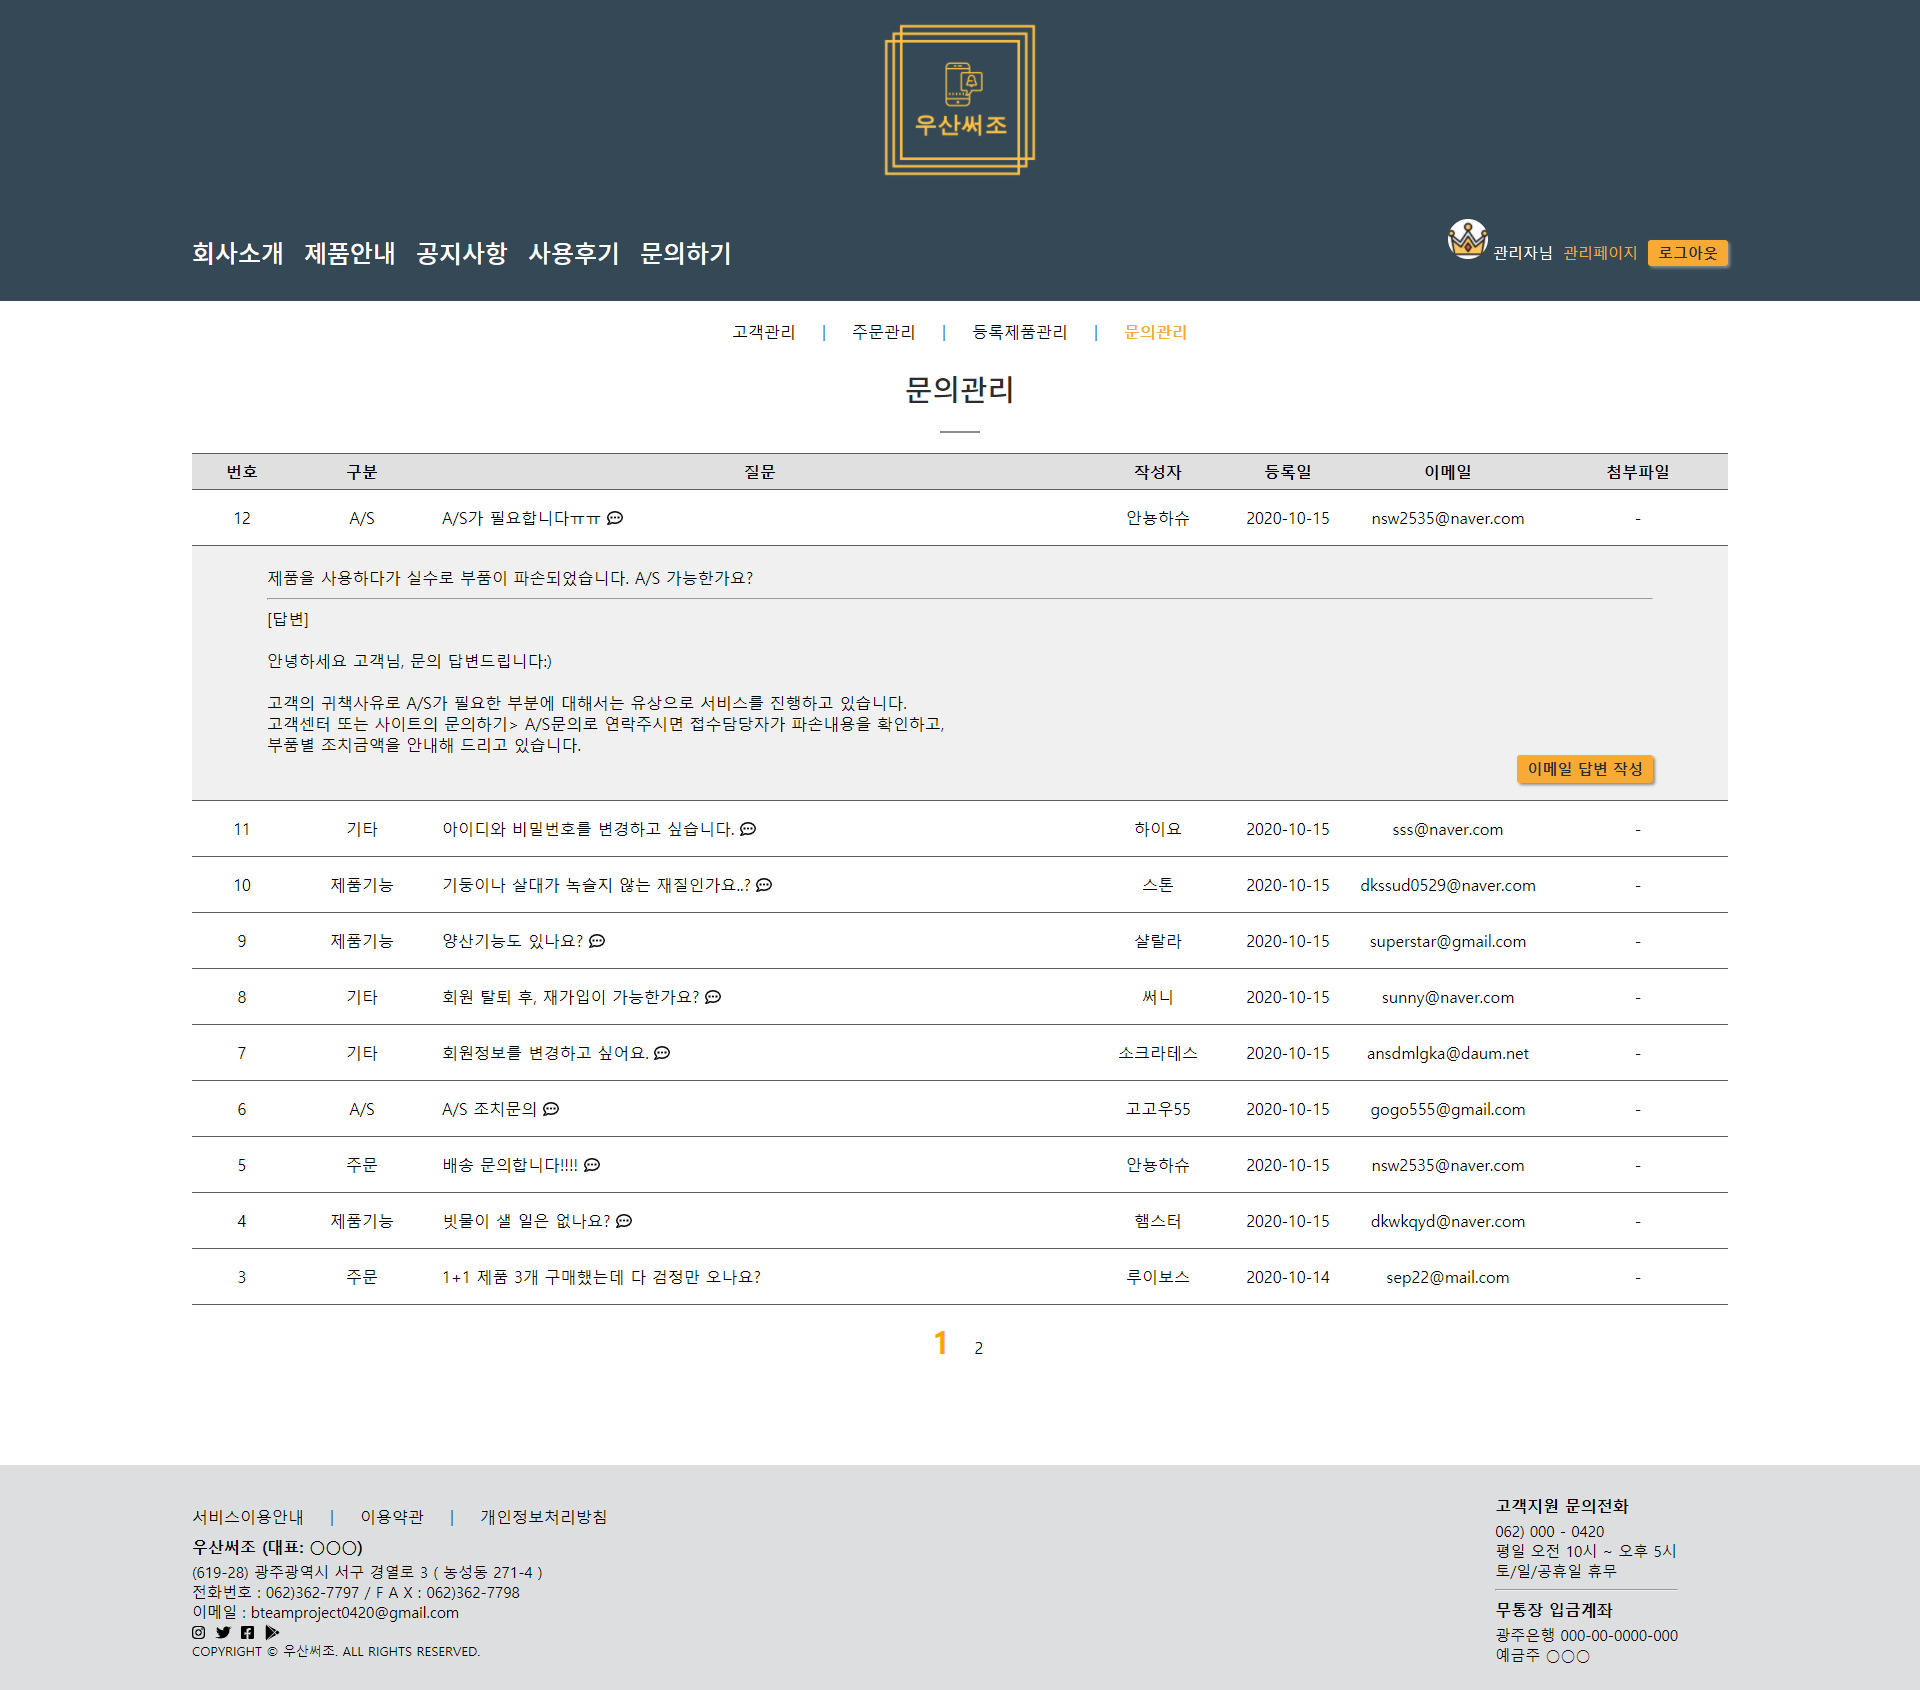 우산써조
회사소개 제품안내 공지사항 사용후기 문의하기
관리자님 관리페이지 로그아웃
고객관리 | 주문관리 | 등록제품관리 | 문의관리
문의관리
번호 구분 질문 작성자 등록일 이메일 첨부파일
12 A/S A/S가 필요합니다ㅠㅠ 안뇽하슈 2020-10-15 nsw2535@naver.com -
제품을 사용하다가 실수로 부품이 파손되었습니다. A/S 가능한가요?
[답변]
안녕하세요 고객님, 문의 답변드립니다:)
고객의 귀책사유로 A/S가 필요한 부분에 대해서는 유상으로 서비스를 진행하고 있습니다.
고객센터 또는 사이트의 문의하기> A/S문의로 연락주시면 접수담당자가 파손내용을 확인하고,
부품별 조치금액을 안내해 드리고 있습니다.
이메일 답변 작성
11 기타 아이디와 비밀번호를 변경하고 싶습니다. 하이요 2020-10-15 sss@naver.com -
10 제품기능 기둥이나 살대가 녹슬지 않는 재질인가요..? 스톤 2020-10-15 dkssud0529@naver.com -
9 제품기능 양산기능도 있나요? 샬랄라 2020-10-15 superstar@gmail.com -
8 기타 회원 탈퇴 후, 재가입이 가능한가요? 써니 2020-10-15 sunny@naver.com -
7 기타 회원정보를 변경하고 싶어요. 소크라테스 2020-10-15 ansdmlgka@daum.net -
6 A/S A/S 조치문의 고고우55 2020-10-15 gogo555@gmail.com -
5 주문 배송 문의합니다!!!! 안뇽하슈 2020-10-15 nsw2535@naver.com -
4 제품기능 빗물이 샐 일은 없나요? 햄스터 2020-10-15 dkwkqyd@naver.com -
3 주문 1+1 제품 3개 구매했는데 다 검정만 오나요? 루이보스 2020-10-14 sep22@mail.com -
1 2
서비스이용안내 | 이용약관 | 개인정보처리방침
우산써조 (대표: 〇〇〇)
(619-28) 광주광역시 서구 경열로 3 ( 농성동 271-4 )
전화번호 : 062)362-7797 / F A X : 062)362-7798
이메일 : bteamproject0420@gmail.com
COPYRIGHT © 우산써조. ALL RIGHTS RESERVED.
고객지원 문의전화
062) 000 - 0420
평일 오전 10시 ~ 오후 5시
토/일/공휴일 휴무
무통장 입금계좌
광주은행 000-00-0000-000
예금주 〇〇〇